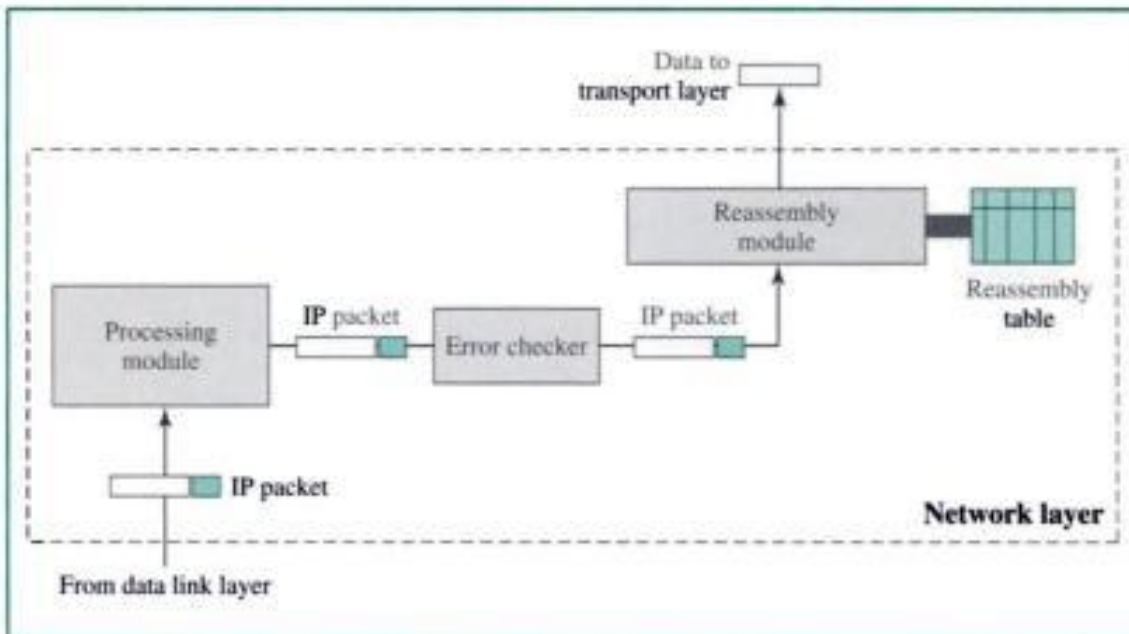 Data to
transport layer
Reassembly
module
Reassembly
table
Processing
module
IP packet
Error checker
IP packet
IP packet
Network layer
From data link layer